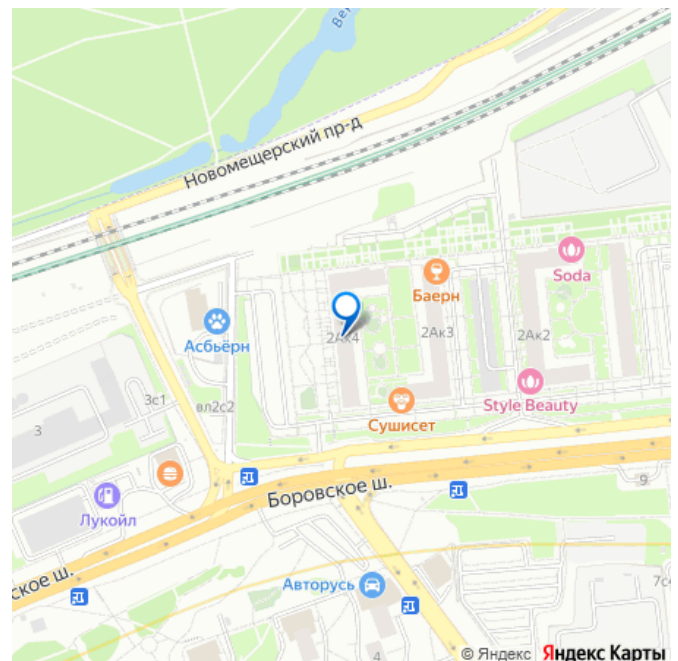 Новомещерский пр-д
Soda
Баерн
2Ак4
2Ак3
2Ак2
Асбьёрн
3с1
вл2с2
Style Beauty
Сушисет
3
Лукойл
Боровское ш.
9
ское ш.
Авторусь
4
© Яндекс Яндекс Карты